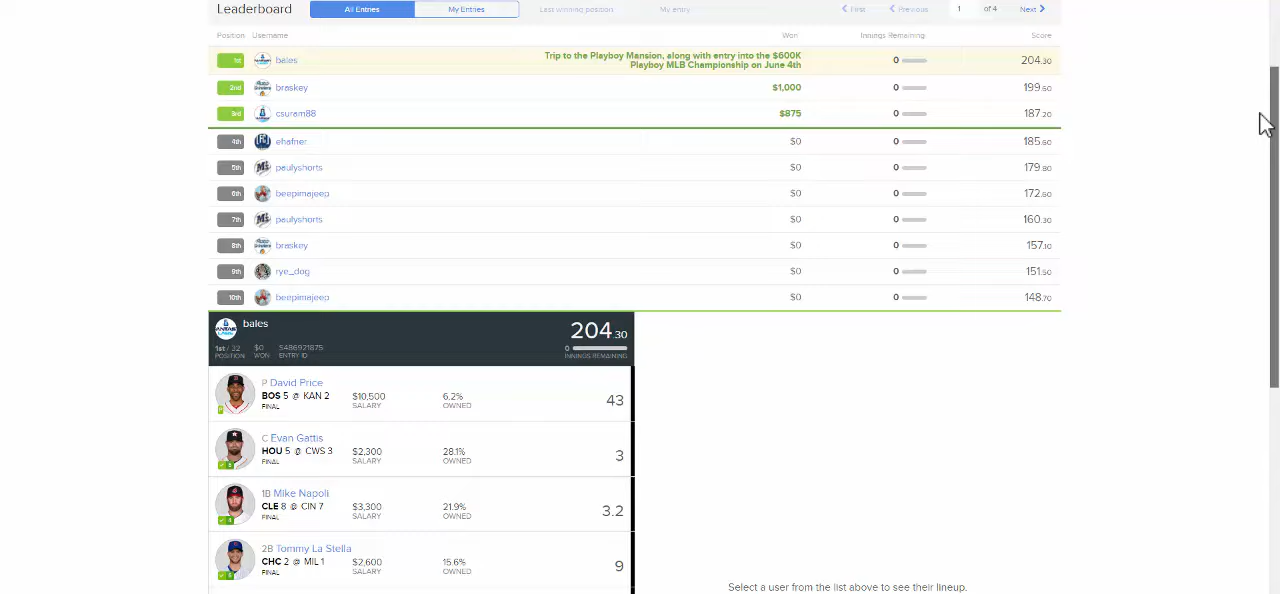 Leaderboard All Entries My Entries Last winning position My entry First Previous 1 of 4 Next
Position Username Won Innings Remaining Score
1st bales Trip to the Playboy Mansion, along with entry into the $600K 0 204.30
Playboy MLB Championship on June 4th
2nd braskey $1,000 0 199.60
3rd csuram88 $875 0 187.20
4th ehafner $0 0 185.60
5th paulyshorts $0 0 179.80
6th beepimajeep $0 0 172.60
7th paulyshorts $0 0 160.30
8th braskey $0 0 157.10
9th rye_dog $0 0 151.50
10th beepimajeep $0 0 148.70
bales 204.30
1st / 32 $0 S486921875 0
POSITION WON ENTRY ID INNINGS REMAINING
P David Price
BOS 5 @ KAN 2 $10,500 6.2% 43
FINAL SALARY OWNED
C Evan Gattis
HOU 5 @ CWS 3 $2,300 28.1% 3
FINAL SALARY OWNED
1B Mike Napoli
CLE 8 @ CIN 7 $3,300 21.9% 3.2
FINAL SALARY OWNED
2B Tommy La Stella
CHC 2 @ MIL 1 $2,600 15.6% 9
FINAL SALARY OWNED
Select a user from the list above to see their lineup.